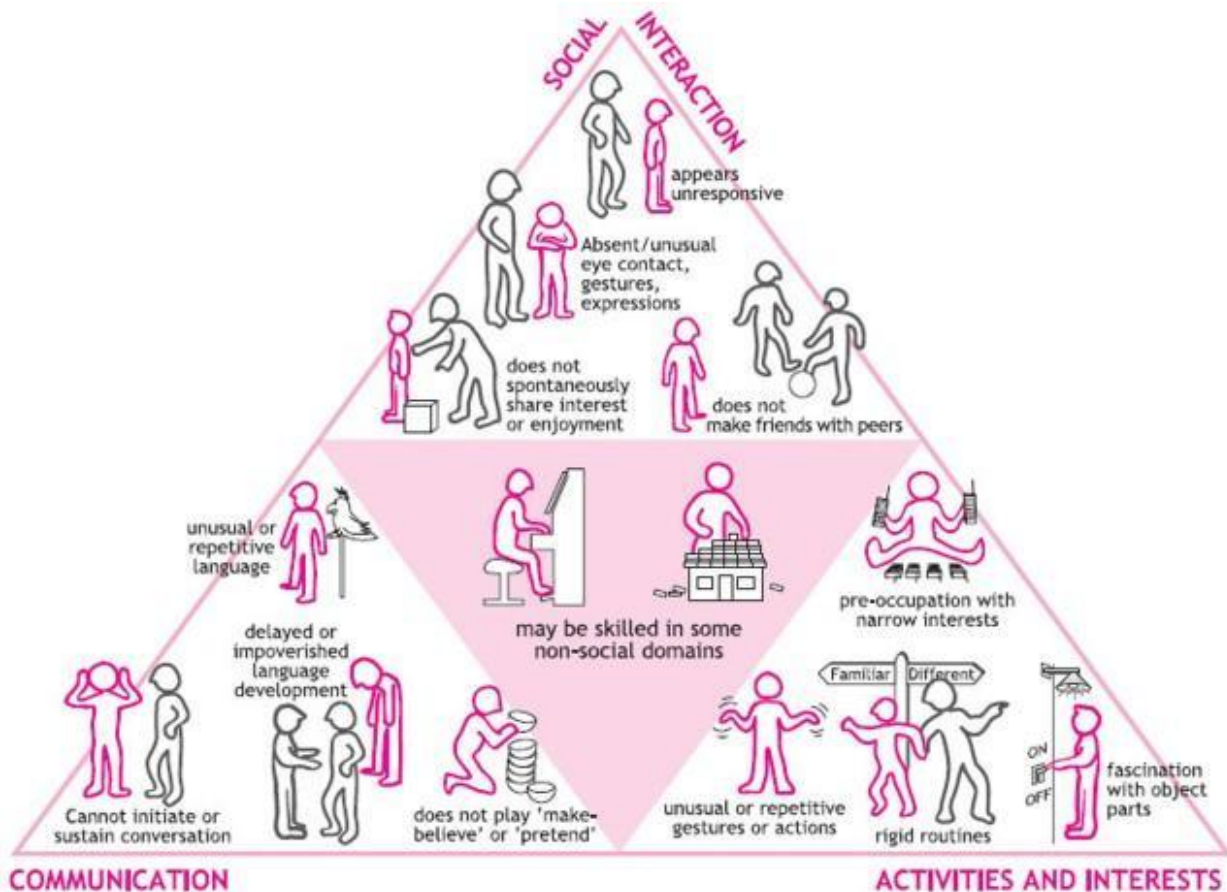 SOCIAL
INTERACTION
appears
unresponsive
Absent/unusual
eye contact,
gestures,
expressions
does not
spontaneously
share interest
or enjoyment
does not
make friends with peers
unusual or
repetitive
language
may be skilled in some
non-social domains
pre-occupation with
narrow interests
delayed or
impoverished
language
development
Familiar Different
ON
OFF
Cannot initiate or
sustain conversation
does not play 'make-
believe' or 'pretend'
unusual or repetitive
gestures or actions
rigid routines
fascination
with object
parts
COMMUNICATION
ACTIVITIES AND INTERESTS